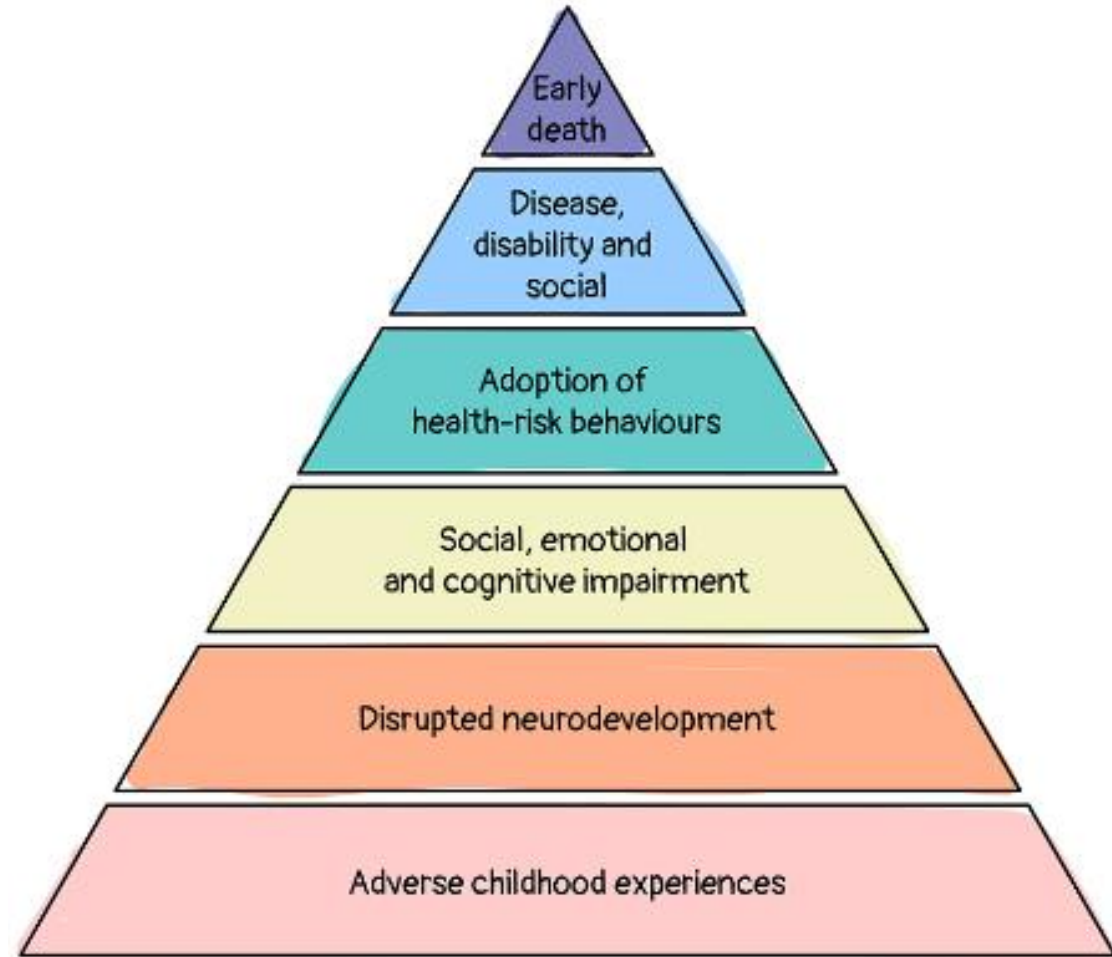 Early
death
Disease,
disability and
social
Adoption of
health-risk behaviours
Social, emotional
and cognitive impairment
Disrupted neurodevelopment
Adverse childhood experiences